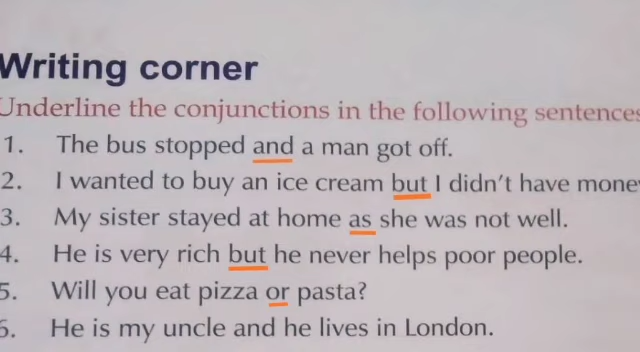 Writing corner
Underline the conjunctions in the following sentences
1. The bus stopped and a man got off.
2. I wanted to buy an ice cream but I didn't have mone
3. My sister stayed at home as she was not well.
4. He is very rich but he never helps poor people.
5. Will you eat pizza or pasta?
6. He is my uncle and he lives in London.